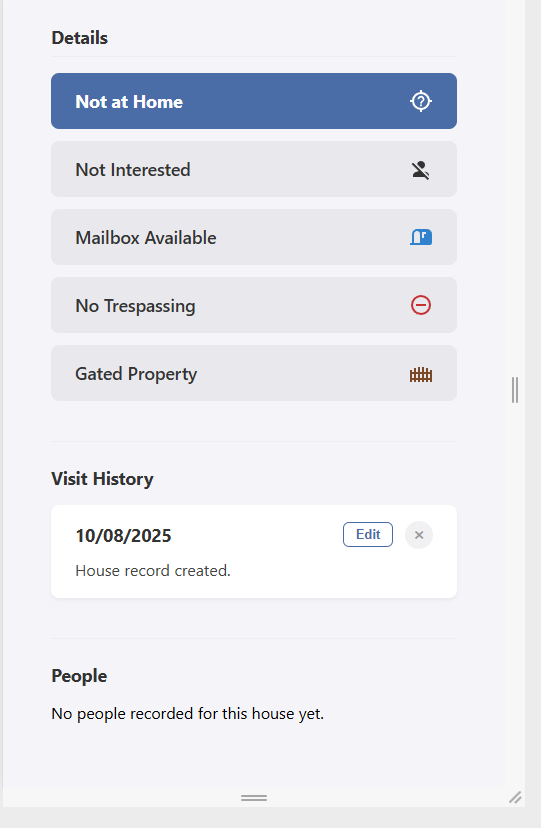 Details
Not at Home
Not Interested
Mailbox Available
No Trespassing
Gated Property
Visit History
10/08/2025 Edit ×
House record created.
People
No people recorded for this house yet.